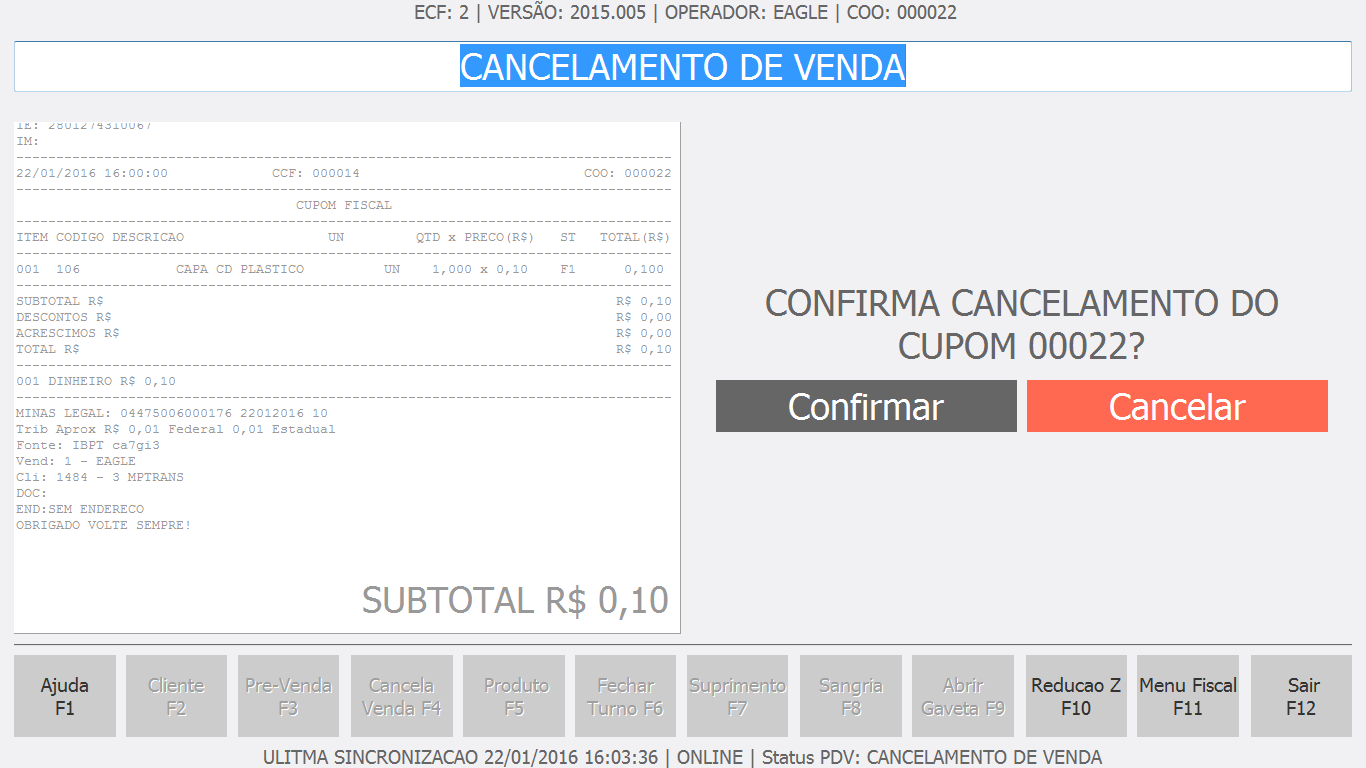 ECF: 2 | VERSÃO: 2015.005 | OPERADOR: EAGLE | COO: 000022
CANCELAMENTO DE VENDA
IE: 2801274310067
IM:
22/01/2016 16:00:00 CCF: 000014 COO: 000022
CUPOM FISCAL
ITEM CODIGO DESCRICAO UN QTD x PRECO(R$) ST TOTAL(R$)
001 106 CAPA CD PLASTICO UN 1,000 x 0,10 F1 0,100
SUBTOTAL R$ R$ 0,10
DESCONTOS R$ R$ 0,00
ACRESCIMOS R$ R$ 0,00
TOTAL R$ R$ 0,10
001 DINHEIRO R$ 0,10
MINAS LEGAL: 04475006000176 22012016 10
Trib Aprox R$ 0,01 Federal 0,01 Estadual
Fonte: IBPT ca7gi3
Vend: 1 - EAGLE
Cli: 1484 - 3 MPTRANS
DOC:
END:SEM ENDERECO
OBRIGADO VOLTE SEMPRE!
SUBTOTAL R$ 0,10
CONFIRMA CANCELAMENTO DO
CUPOM 00022?
Confirmar
Cancelar
Ajuda
F1
Cliente
F2
Pre-Venda
F3
Cancela
Venda F4
Produto
F5
Fechar
Turno F6
Suprimento
F7
Sangria
F8
Abrir
Gaveta F9
Reducao Z
F10
Menu Fiscal
F11
Sair
F12
ULITMA SINCRONIZACAO 22/01/2016 16:03:36 | ONLINE | Status PDV: CANCELAMENTO DE VENDA